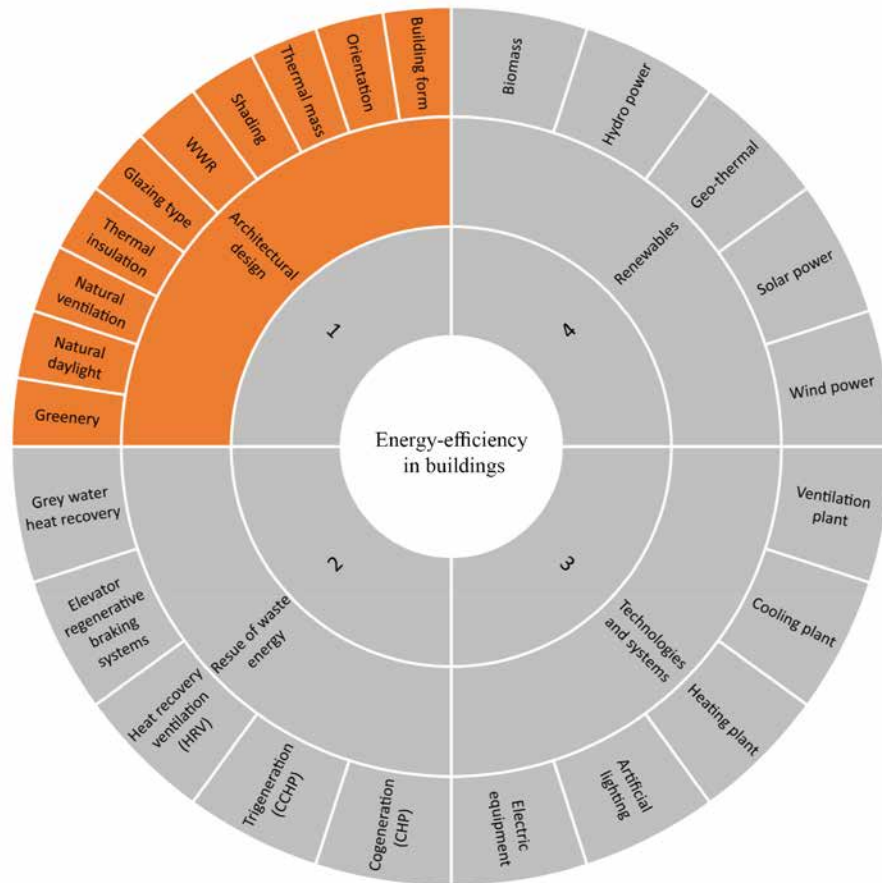 Energy-efficiency
in buildings
1
Architectural
design
Building form
Orientation
Thermal mass
Shading
WWR
Glazing type
Thermal
insulation
Natural
ventilation
Natural
daylight
Greenery
2
Resue of waste
energy
Grey water
heat recovery
Elevator
regenerative
braking
systems
Heat recovery
ventilation
(HRV)
Trigeneration
(CCHP)
Cogeneration
(CHP)
3
Technologies
and systems
Electric
equipment
Artificial
lighting
Heating plant
Cooling plant
Ventilation
plant
4
Renewables
Wind power
Solar power
Geo-thermal
Hydro power
Biomass